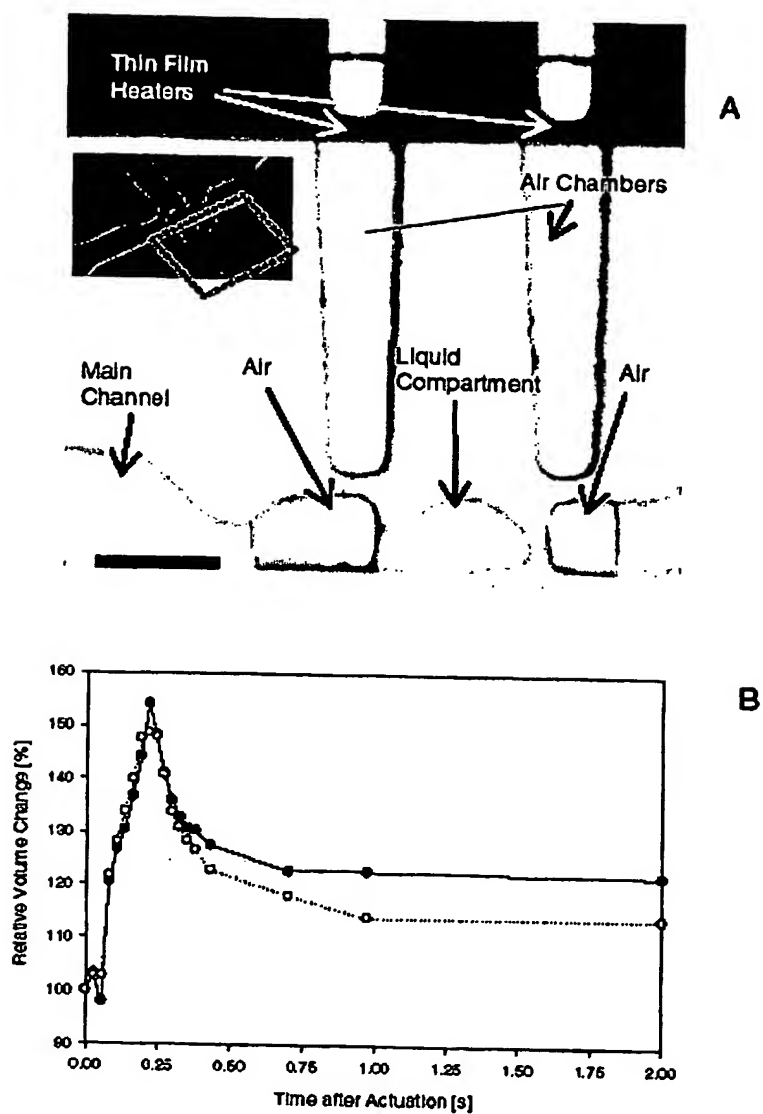 Thin Film
Heaters
A
Air Chambers
Main
Channel
Air
Liquid
Compartment
Air
B
Relative Volume Change [%]
160
150
140
130
120
110
100
90
0.00 0.25 0.50 0.75 1.00 1.25 1.50 1.75 2.00
Time after Actuation [s]